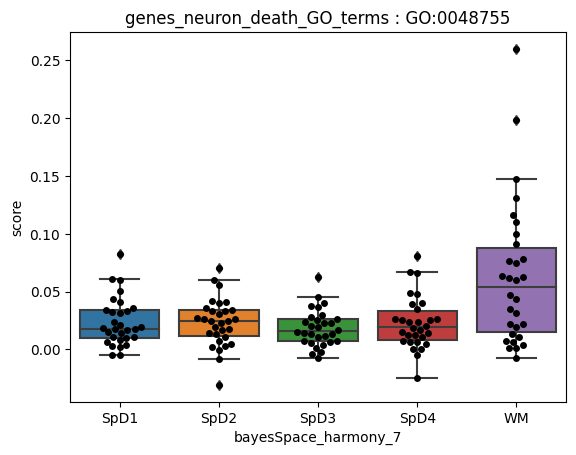 genes_neuron_death_GO_terms : GO:0048755
score
0.25
0.20
0.15
0.10
0.05
0.00
SpD1 SpD2 SpD3 SpD4 WM
bayesSpace_harmony_7